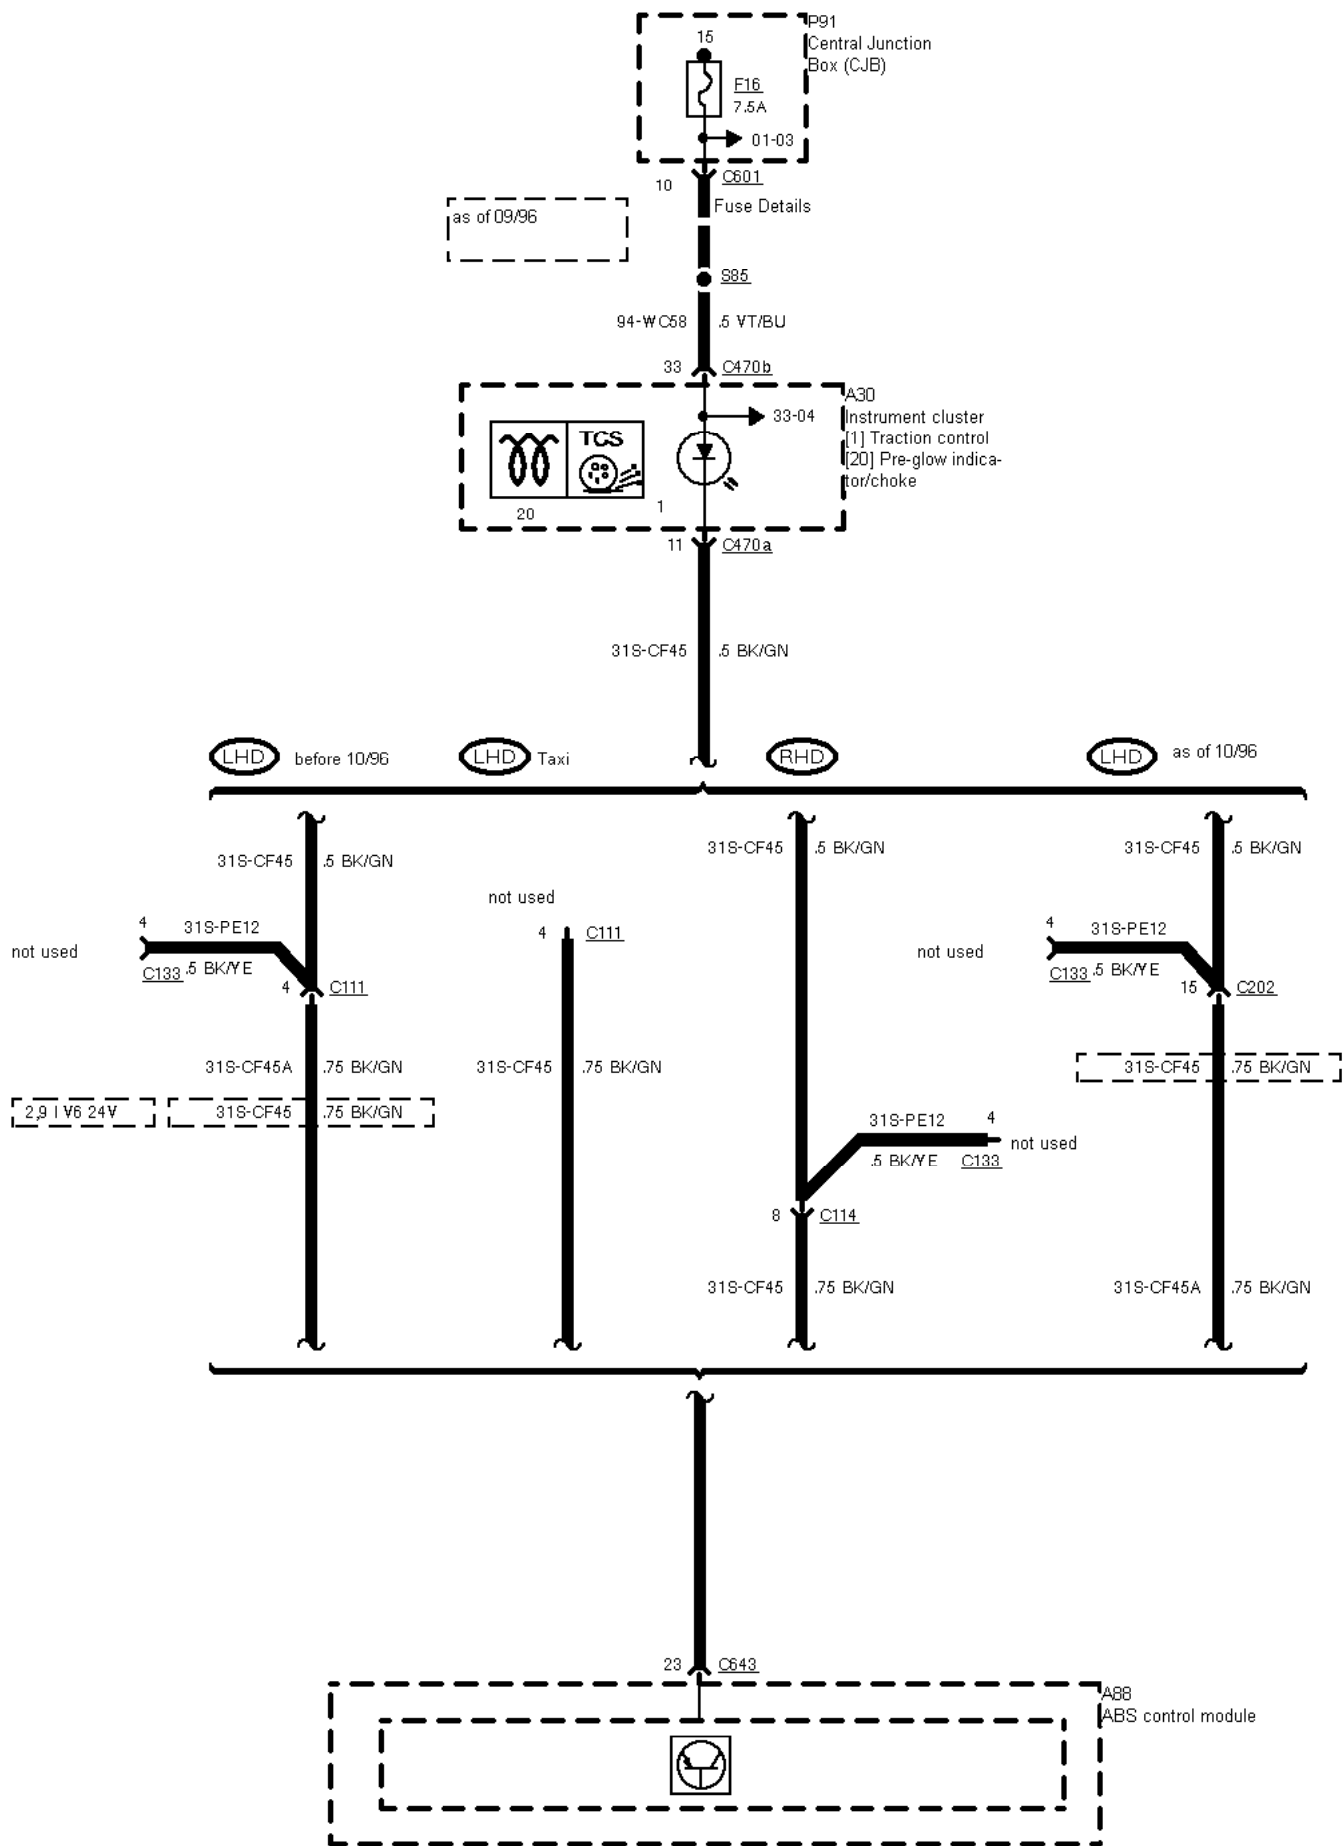 P91
Central Junction
Box (CJB)
15
F16
7.5A
01-03
10
C601
Fuse Details
as of 09/96
S85
94-WC58
.5 VT/BU
33
C470b
A30
Instrument cluster
[1] Traction control
[20] Pre-glow indica-
tor/choke
33-04
TCS
20
1
11
C470a
31S-CF45
.5 BK/GN
LHD
before 10/96
LHD
Taxi
RHD
LHD
as of 10/96
31S-CF45
.5 BK/GN
31S-CF45
.5 BK/GN
31S-CF45
.5 BK/GN
not used
4
31S-PE12
not used
C133
.5 BK/YE
4
C111
4
C111
4
31S-PE12
not used
C133
.5 BK/YE
15
C202
31S-CF45A
.75 BK/GN
31S-CF45
.75 BK/GN
31S-CF45
.75 BK/GN
2,9 l V6 24V
31S-CF45
.75 BK/GN
31S-PE12
4
not used
.5 BK/YE
C133
8
C114
31S-CF45
.75 BK/GN
31S-CF45A
.75 BK/GN
23
C643
A88
ABS control module